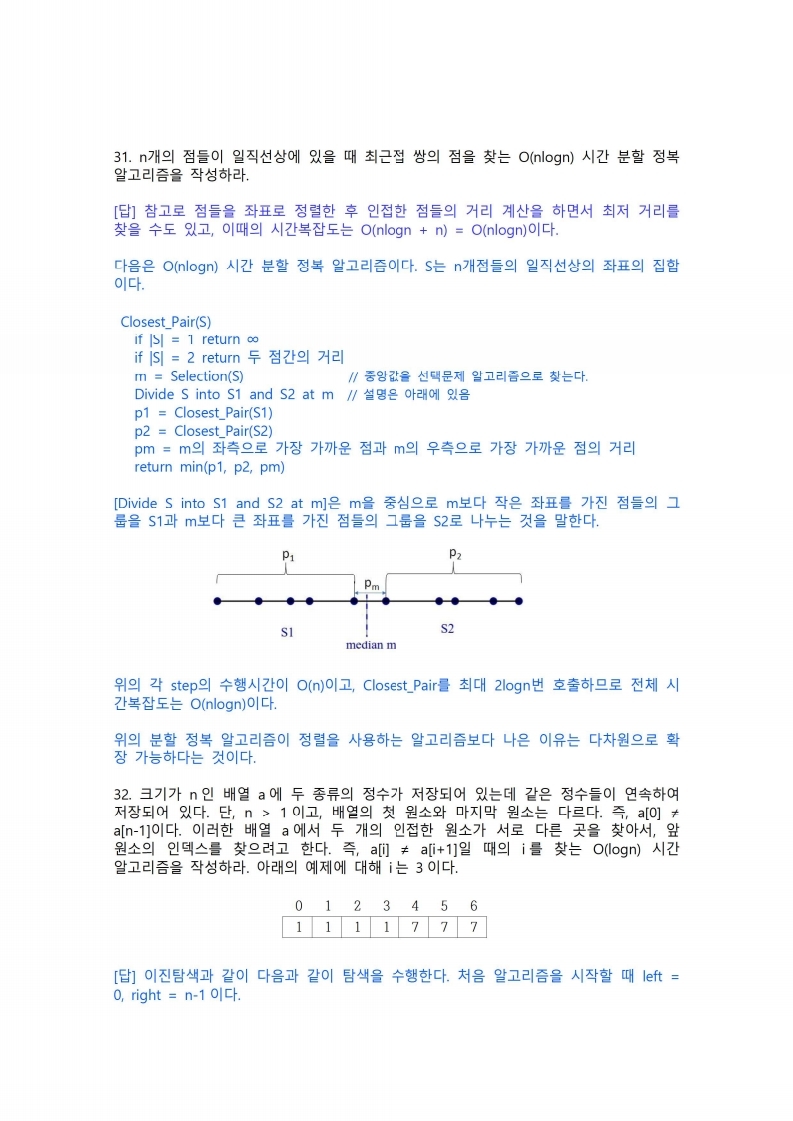 31. n개의 점들이 일직선상에 있을 때 최근접 쌍의 점을 찾는 O(nlogn) 시간 분할 정복
알고리즘을 작성하라.
[답] 참고로 점들을 좌표로 정렬한 후 인접한 점들의 거리 계산을 하면서 최저 거리를
찾을 수도 있고, 이때의 시간복잡도는 O(nlogn + n) = O(nlogn)이다.
다음은 O(nlogn) 시간 분할 정복 알고리즘이다. S는 n개점들의 일직선상의 좌표의 집합
이다.
Closest_Pair(S)
if |S| = 1 return ∞
if |S| = 2 return 두 점간의 거리
m = Selection(S) // 중앙값을 선택문제 알고리즘으로 찾는다.
Divide S into S1 and S2 at m // 설명은 아래에 있음
p1 = Closest_Pair(S1)
p2 = Closest_Pair(S2)
pm = m의 좌측으로 가장 가까운 점과 m의 우측으로 가장 가까운 점의 거리
return min(p1, p2, pm)
[Divide S into S1 and S2 at m]은 m을 중심으로 m보다 작은 좌표를 가진 점들의 그
룹을 S1과 m보다 큰 좌표를 가진 점들의 그룹을 S2로 나누는 것을 말한다.
p1 p2
pm
S1 S2
median m
위의 각 step의 수행시간이 O(n)이고, Closest_Pair를 최대 2logn번 호출하므로 전체 시
간복잡도는 O(nlogn)이다.
위의 분할 정복 알고리즘이 정렬을 사용하는 알고리즘보다 나은 이유는 다차원으로 확
장 가능하다는 것이다.
32. 크기가 n인 배열 a에 두 종류의 정수가 저장되어 있는데 같은 정수들이 연속하여
저장되어 있다. 단, n > 1이고, 배열의 첫 원소와 마지막 원소는 다르다. 즉, a[0] ≠
a[n-1]이다. 이러한 배열 a에서 두 개의 인접한 원소가 서로 다른 곳을 찾아서, 앞
원소의 인덱스를 찾으려고 한다. 즉, a[i] ≠ a[i+1]일 때의 i를 찾는 O(logn) 시간
알고리즘을 작성하라. 아래의 예제에 대해 i는 3이다.
0 1 2 3 4 5 6
1 1 1 1 7 7 7
[답] 이진탐색과 같이 다음과 같이 탐색을 수행한다. 처음 알고리즘을 시작할 때 left =
0, right = n-1이다.